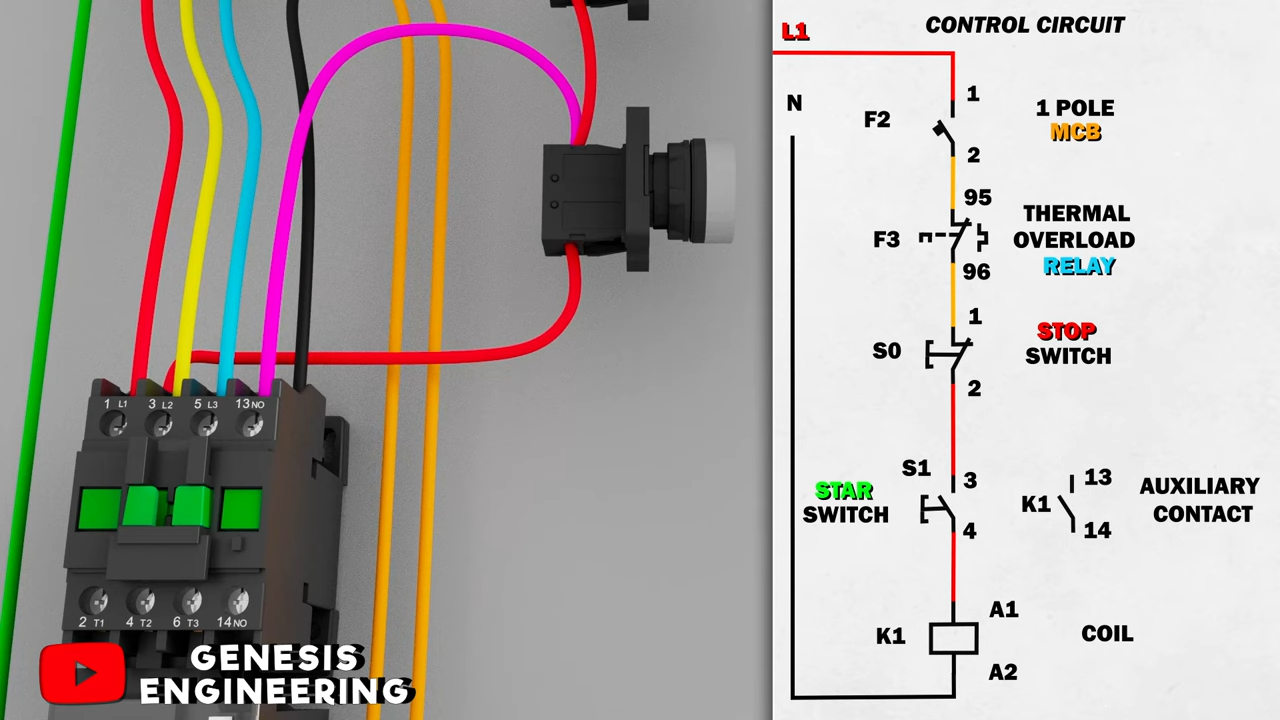 CONTROL CIRCUIT
L1
N
F2
1
2
1 POLE
MCB
F3
95
96
THERMAL
OVERLOAD
RELAY
S0
1
2
STOP
SWITCH
S1
3
4
STAR
SWITCH
K1
13
14
AUXILIARY
CONTACT
K1
A1
A2
COIL
1 L1 3 L2 5 L3 13 NO
2 T1 4 T2 6 T3 14 NO
GENESIS
ENGINEERING